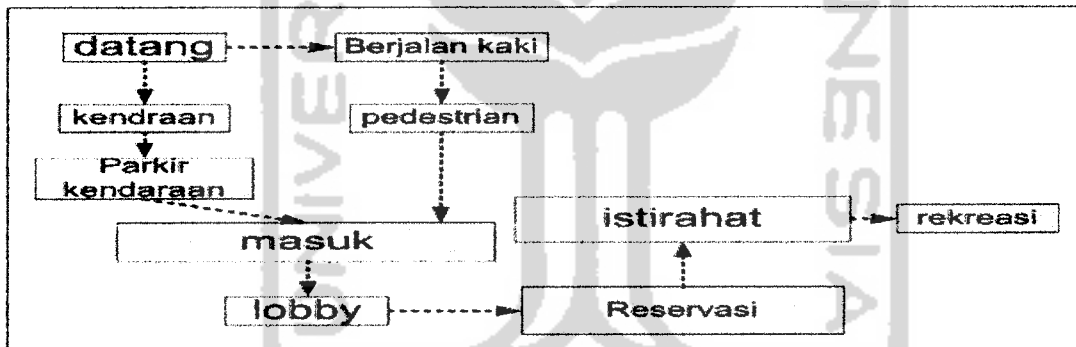 datang
Berjalan kaki
kendraan
pedestrian
Parkir
kendaraan
masuk
istirahat
rekreasi
lobby
Reservasi